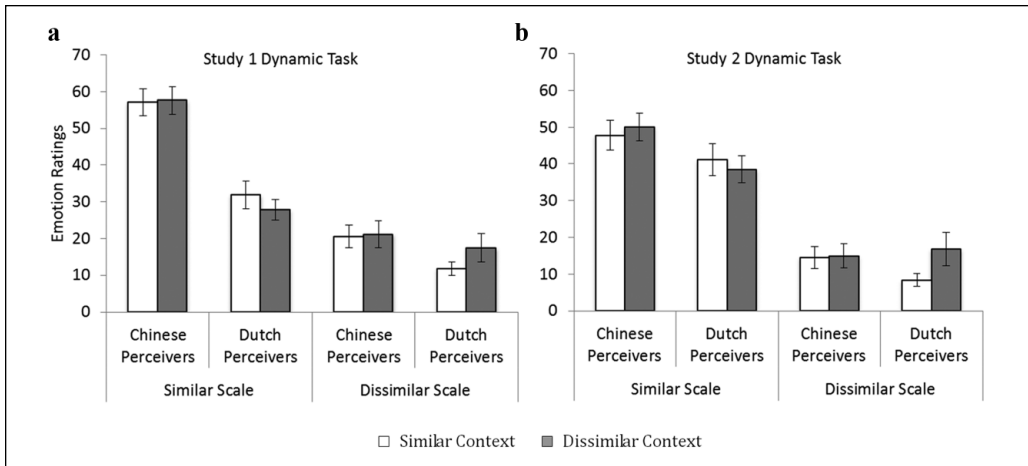 a
Study 1 Dynamic Task
Emotion Ratings
70
60
50
40
30
20
10
0
Chinese Perceivers
Dutch Perceivers
Chinese Perceivers
Dutch Perceivers
Similar Scale
Dissimilar Scale
b
Study 2 Dynamic Task
70
60
50
40
30
20
10
0
Chinese Perceivers
Dutch Perceivers
Chinese Perceivers
Dutch Perceivers
Similar Scale
Dissimilar Scale
Similar Context
Dissimilar Context